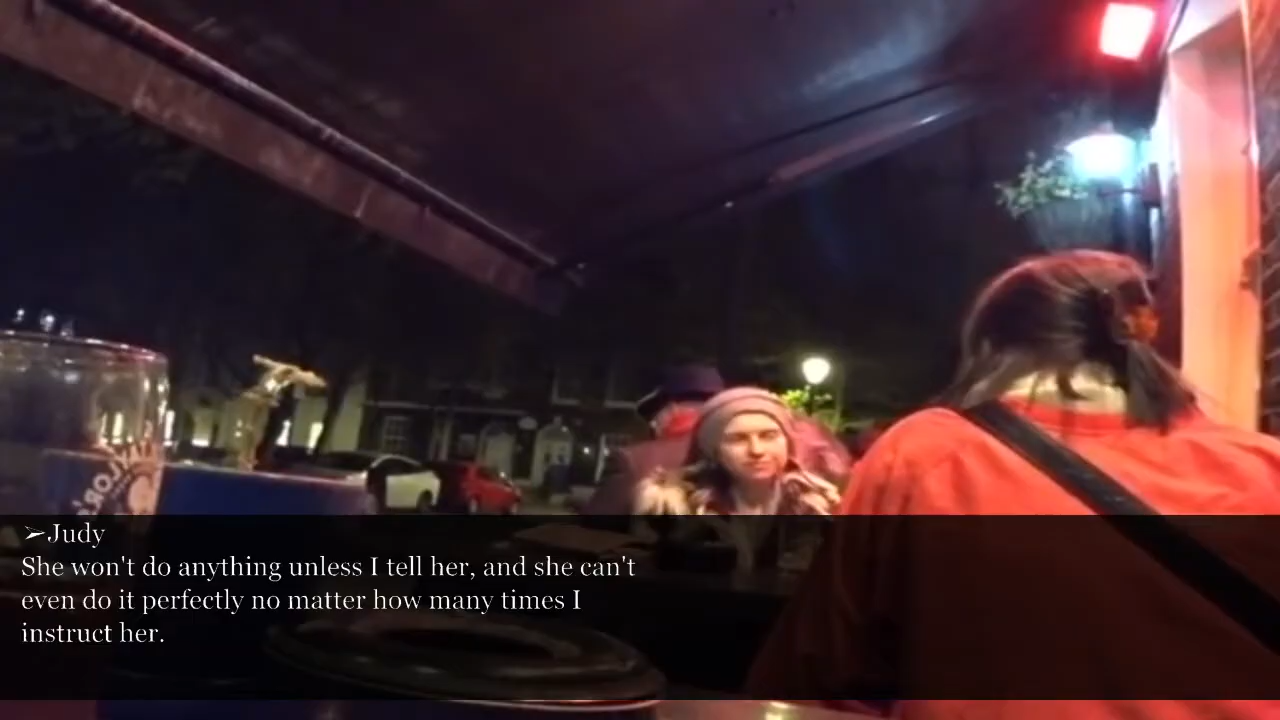 ➢Judy
She won't do anything unless I tell her, and she can't
even do it perfectly no matter how many times I
instruct her.